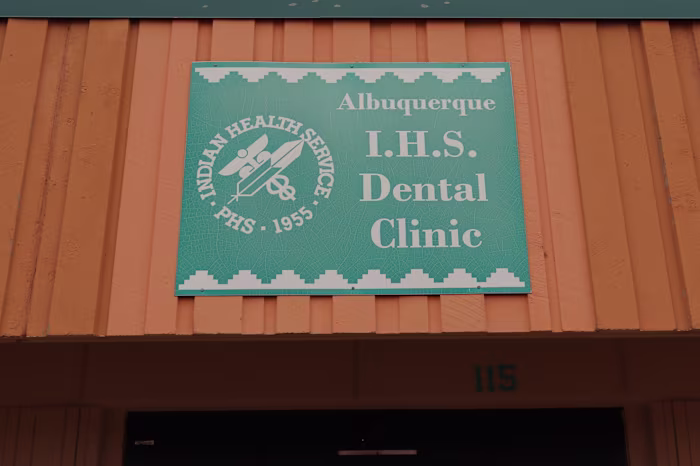 Albuquerque
I.H.S.
Dental
Clinic
INDIAN HEALTH SERVICE
· PHS · 1955 ·
115